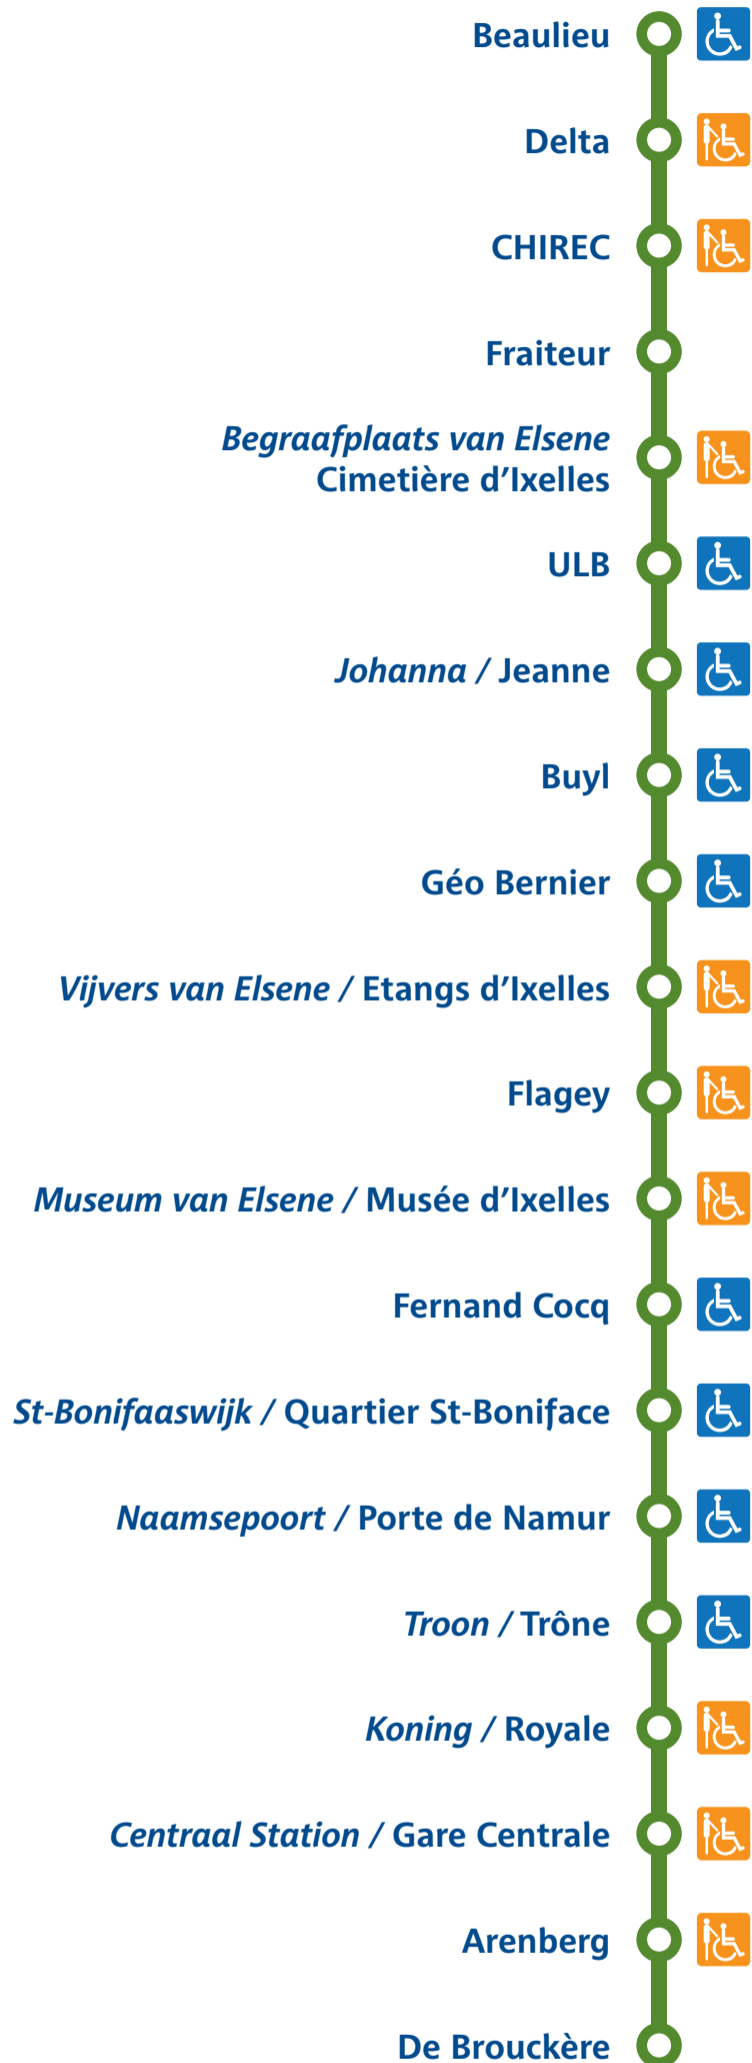 Beaulieu
Delta
CHIREC
Fraiteur
Begraafplaats van Elsene
Cimetière d’Ixelles
ULB
Johanna / Jeanne
Buyl
Géo Bernier
Vijvers van Elsene / Etangs d’Ixelles
Flagey
Museum van Elsene / Musée d’Ixelles
Fernand Cocq
St-Bonifaaswijk / Quartier St-Boniface
Naamsepoort / Porte de Namur
Troon / Trône
Koning / Royale
Centraal Station / Gare Centrale
Arenberg
De Brouckère